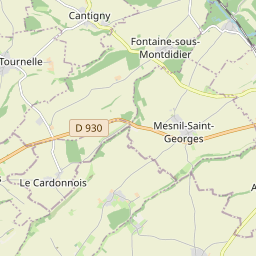 Cantigny
Fontaine-sous-
Montdidier
Tournelle
D 930
Mesnil-Saint-
Georges
Le Cardonnois
A